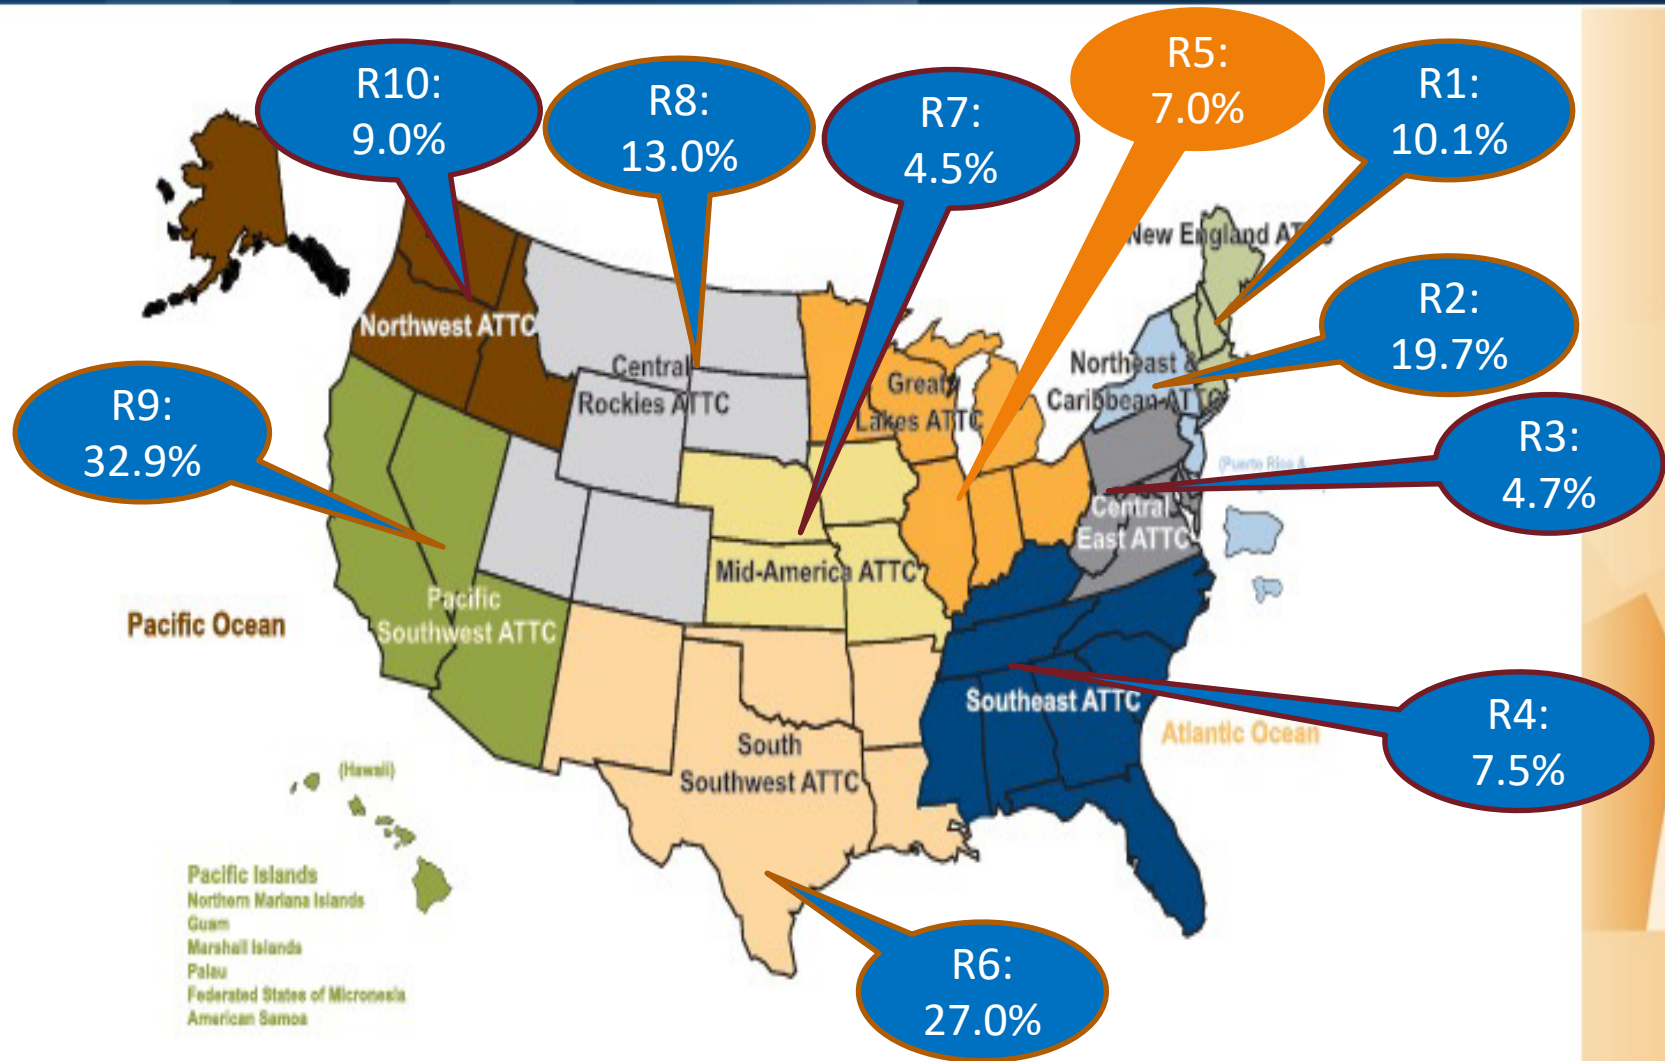 R10:
9.0%
R8:
13.0%
R7:
4.5%
R5:
7.0%
R1:
10.1%
New England
R2:
19.7%
Northwest ATTC
Central
Rockies ATTC
Great
Lakes ATTC
Northeast &
Caribbean ATTC
R9:
32.9%
R3:
4.7%
(Puerto Rico &
Central
East ATTC
Mid-America ATTC
Pacific
Southwest ATTC
Pacific Ocean
Southeast ATTC
R4:
7.5%
Atlantic Ocean
South
Southwest ATTC
(Hawaii)
Pacific Islands
Northern Mariana Islands
Guam
Marshall Islands
Palau
Federated States of Micronesia
American Samoa
R6:
27.0%